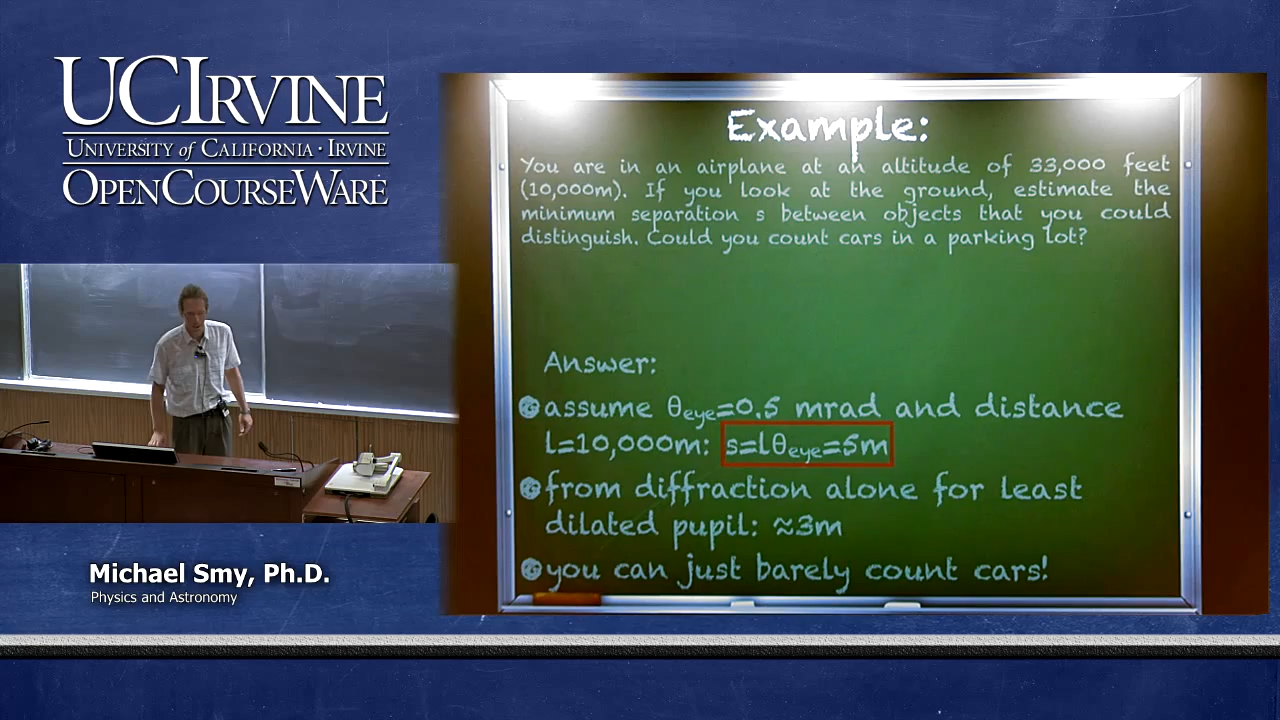 UCIRVINE
UNIVERSITY of CALIFORNIA · IRVINE
OPENCOURSEWARE
Michael Smy, Ph.D.
Physics and Astronomy
Example:
You are in an airplane at an altitude of 33,000 feet
(10,000m). If you look at the ground, estimate the
minimum separation s between objects that you could
distinguish. Could you count cars in a parking lot?
Answer:
assume θeye=0.5 mrad and distance
l=10,000m: s=lθeye=5m
from diffraction alone for least
dilated pupil: ≈3m
you can just barely count cars!